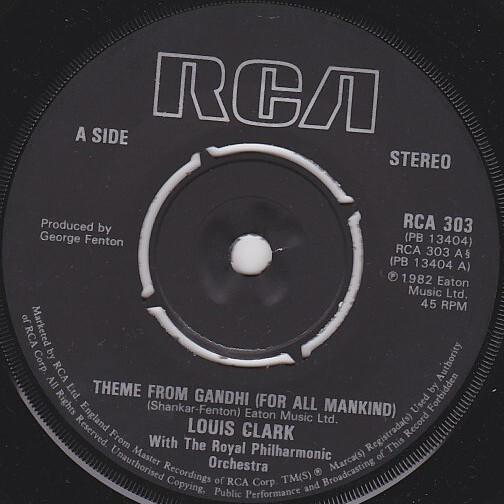 RCA
A SIDE
STEREO
Produced by
George Fenton
RCA 303
(PB 13404)
RCA 303 A§
(PB 13404 A)
℗ 1982 Eaton
Music Ltd.
45 RPM
THEME FROM GANDHI (FOR ALL MANKIND)
(Shankar-Fenton) Eaton Music Ltd.
LOUIS CLARK
With The Royal Philharmonic
Orchestra
Marketed by RCA Ltd. England From Master Recordings of RCA Corp. TM(S)® Marca(s) Registrada(s) Used by Authority
of RCA Corp. All Rights Reserved. Unauthorised Copying, Public Performance and Broadcasting of This Record Forbidden.